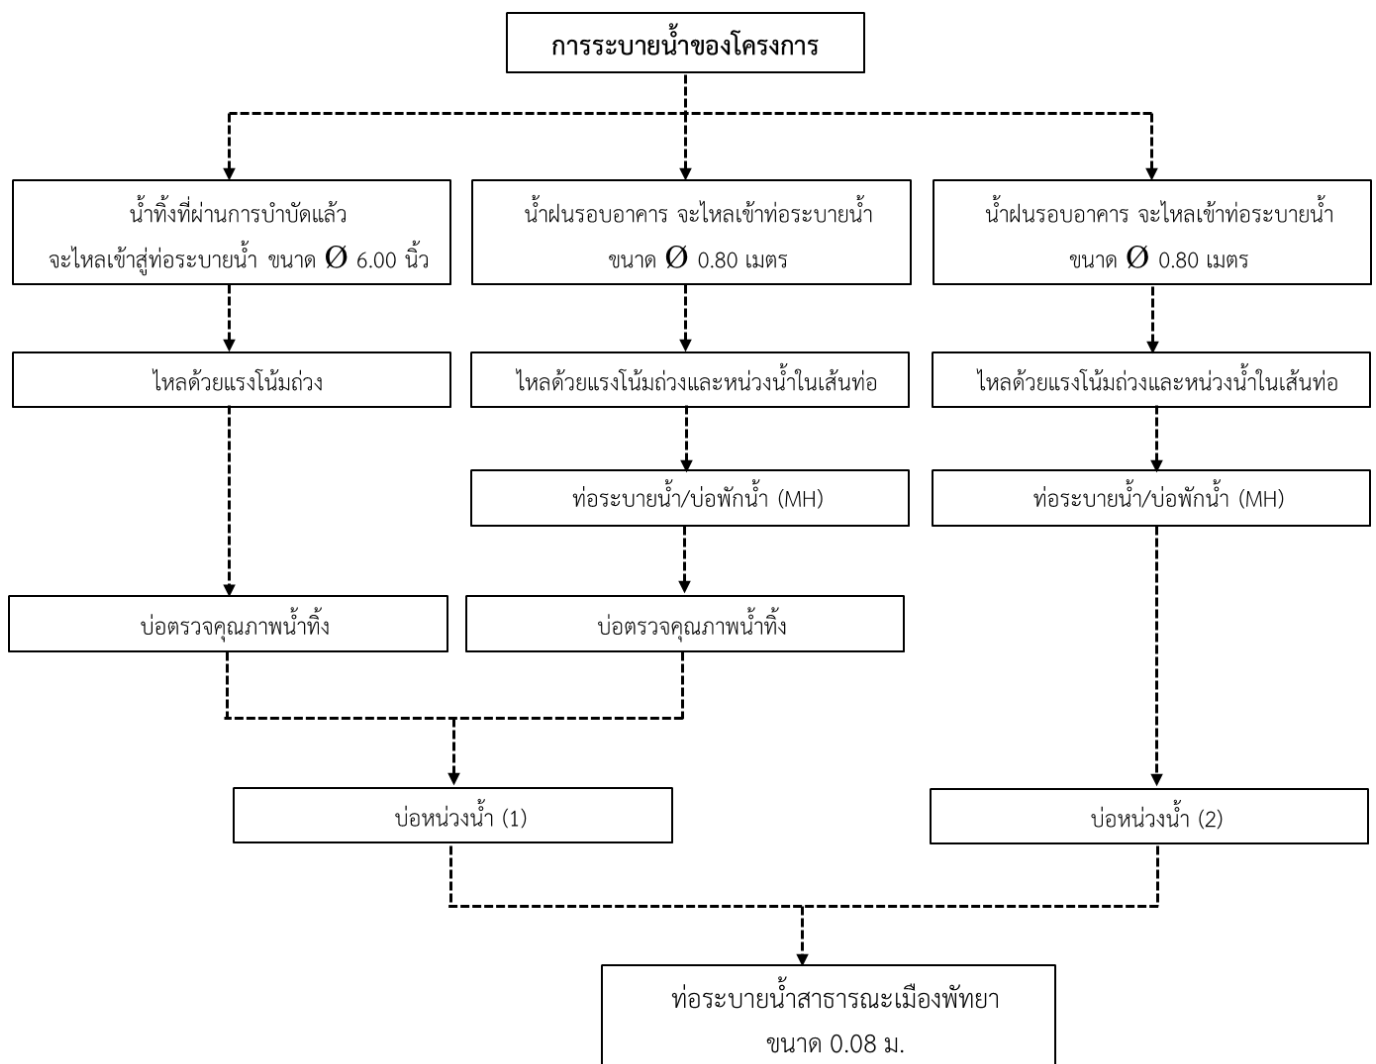 การระบายน้ำของโครงการ
น้ำทิ้งที่ผ่านการบำบัดแล้ว
จะไหลเข้าสู่ท่อระบายน้ำ ขนาด Ø 6.00 นิ้ว
น้ำฝนรอบอาคาร จะไหลเข้าท่อระบายน้ำ
ขนาด Ø 0.80 เมตร
น้ำฝนรอบอาคาร จะไหลเข้าท่อระบายน้ำ
ขนาด Ø 0.80 เมตร
ไหลด้วยแรงโน้มถ่วง
ไหลด้วยแรงโน้มถ่วงและหน่วงน้ำในเส้นท่อ
ไหลด้วยแรงโน้มถ่วงและหน่วงน้ำในเส้นท่อ
ท่อระบายน้ำ/บ่อพักน้ำ (MH)
ท่อระบายน้ำ/บ่อพักน้ำ (MH)
บ่อตรวจคุณภาพน้ำทิ้ง
บ่อตรวจคุณภาพน้ำทิ้ง
บ่อหน่วงน้ำ (1)
บ่อหน่วงน้ำ (2)
ท่อระบายน้ำสาธารณะเมืองพัทยา
ขนาด 0.08 ม.